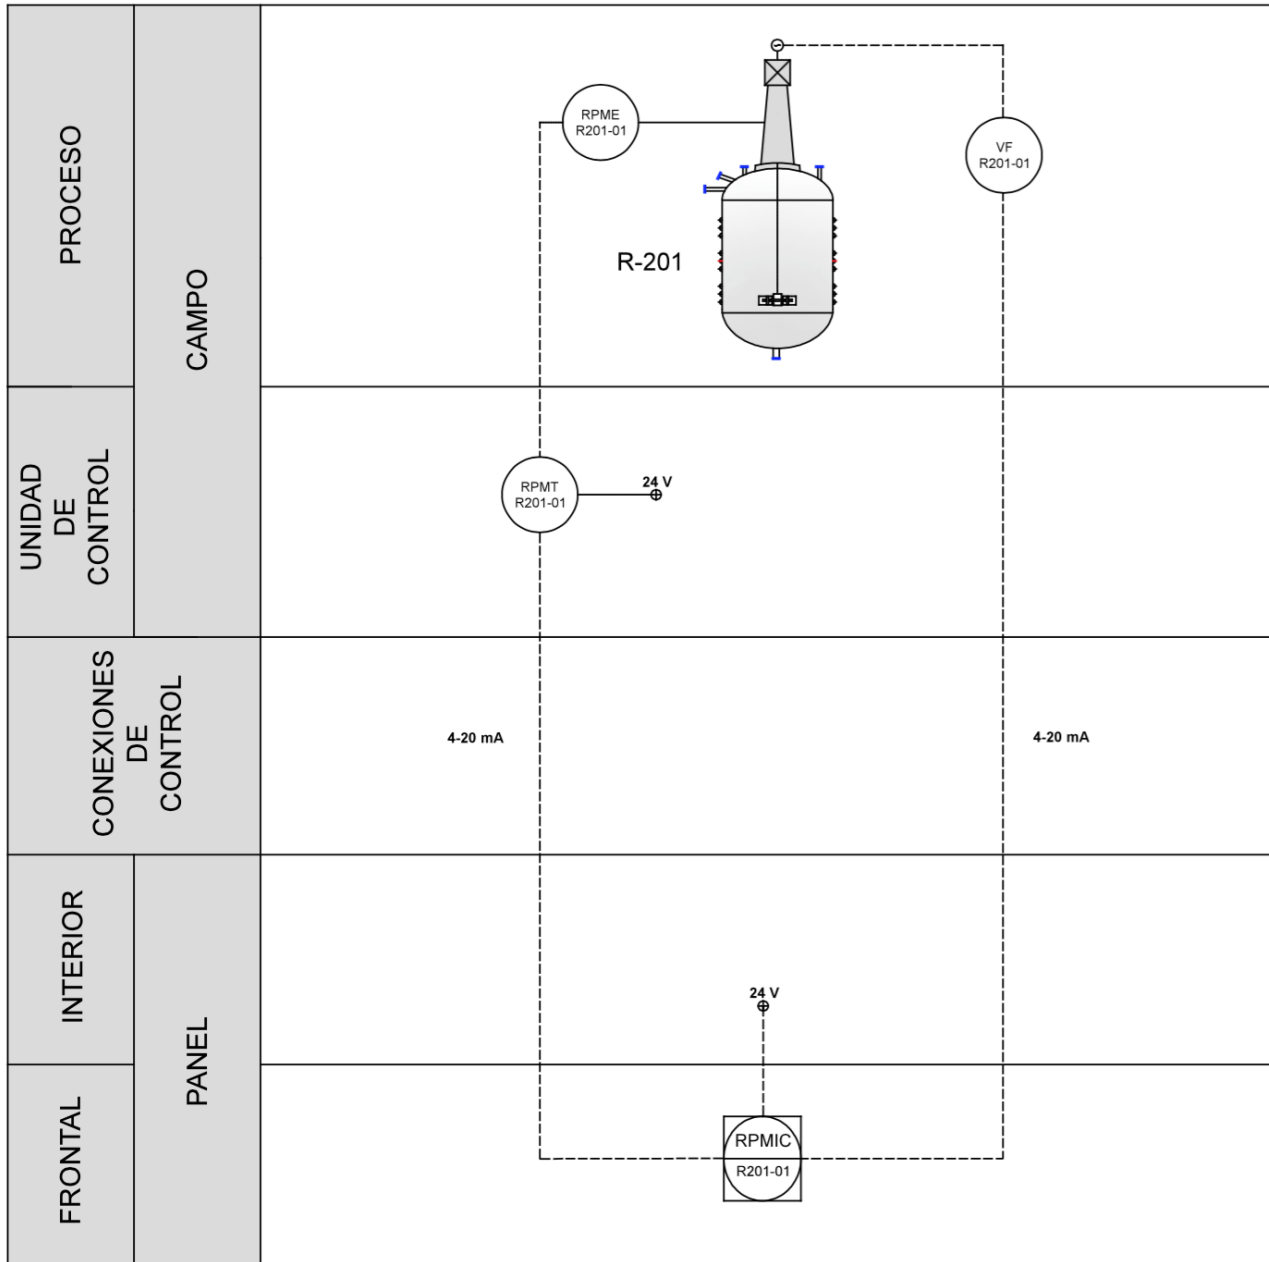 PROCESO
CAMPO
RPME
R201-01
VF
R201-01
R-201
UNIDAD
DE
CONTROL
RPMT
R201-01
24 V
CONEXIONES
DE
CONTROL
4-20 mA
4-20 mA
INTERIOR
PANEL
24 V
FRONTAL
RPMIC
R201-01